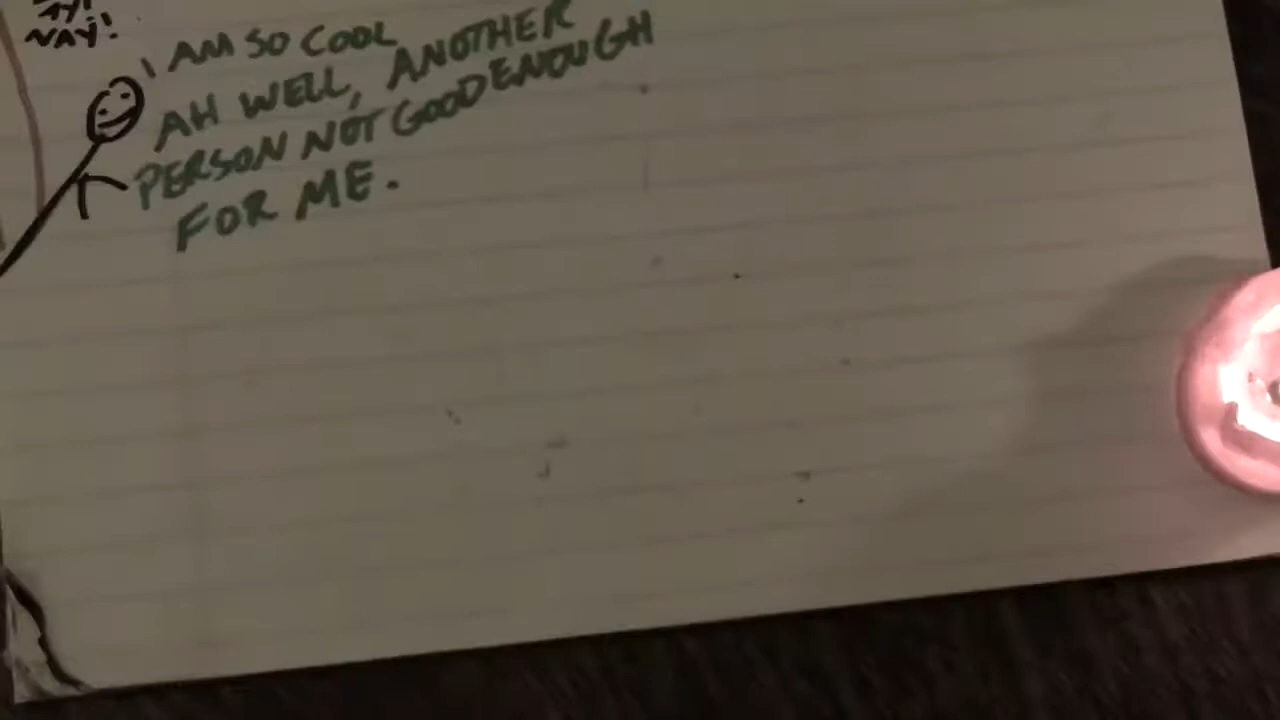 NAY!
I AM SO COOL
AH WELL, ANOTHER
PERSON NOT GOOD ENOUGH
FOR ME.